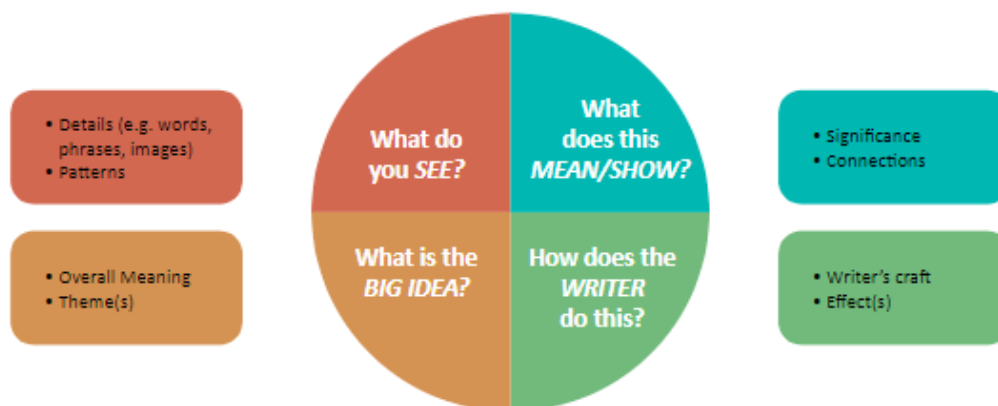 • Details (e.g. words,
phrases, images)
• Patterns
What do
you SEE?
What
does this
MEAN/SHOW?
• Significance
• Connections
• Overall Meaning
• Theme(s)
What is the
BIG IDEA?
How does the
WRITER
do this?
• Writer's craft
• Effect(s)